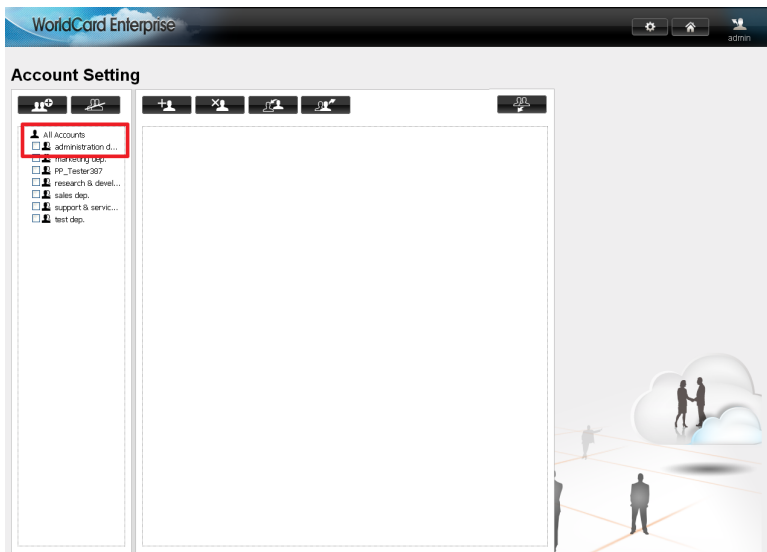 WorldCard Enterprise
admin
Account Setting
All Accounts
administration d...
marketing dep.
PP_Tester387
research & devel...
sales dep.
support & servic...
test dep.